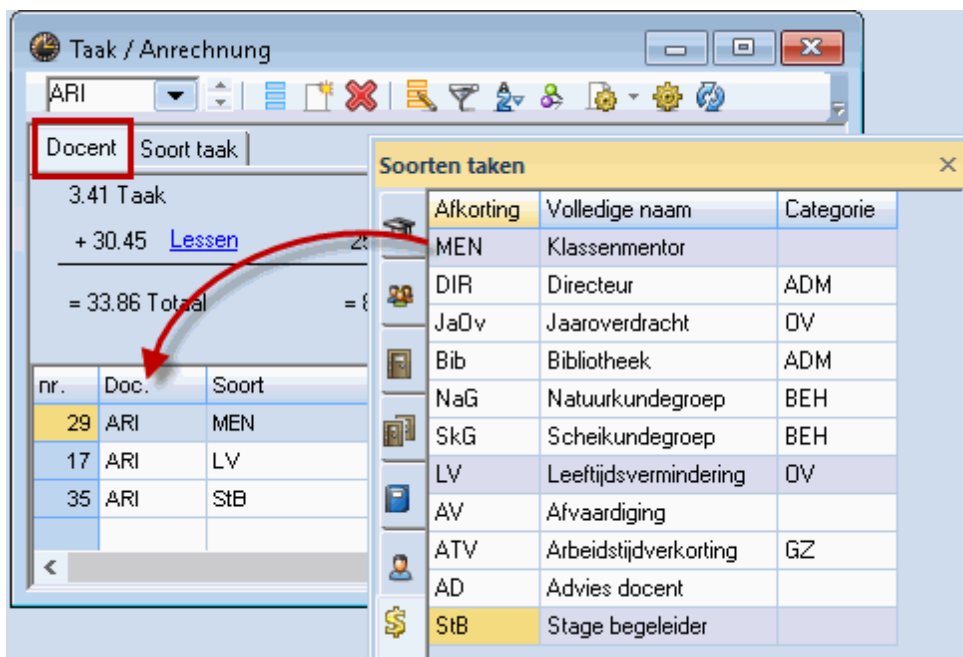 Taak / Anrechnung
ARI
Docent Soort taak
3.41 Taak
+ 30.45 Lessen
= 33.86 Totaal
nr. Doc. Soort
29 ARI MEN
17 ARI LV
35 ARI StB
Soorten taken
Afkorting Volledige naam Categorie
MEN Klassenmentor
DIR Directeur ADM
JaOv Jaaroverdracht OV
Bib Bibliotheek ADM
NaG Natuurkundegroep BEH
SkG Scheikundegroep BEH
LV Leeftijdsvermindering OV
AV Afvaardiging
ATV Arbeidstijdverkorting GZ
AD Advies docent
StB Stage begeleider